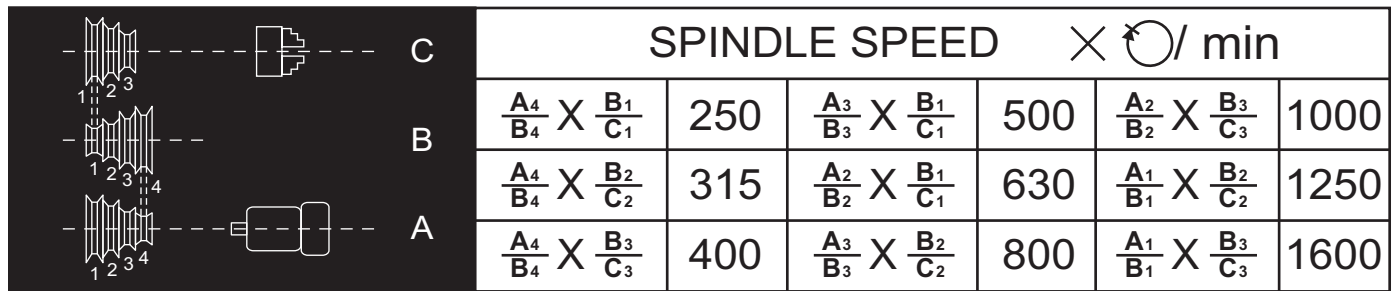 C
1 2 3
B
1 2 3 4
A
1 2 3 4
SPINDLE SPEED × / min
A4/B4 X B1/C1 250 A3/B3 X B1/C1 500 A2/B2 X B3/C3 1000
A4/B4 X B2/C2 315 A2/B2 X B1/C1 630 A1/B1 X B2/C2 1250
A4/B4 X B3/C3 400 A3/B3 X B2/C2 800 A1/B1 X B3/C3 1600